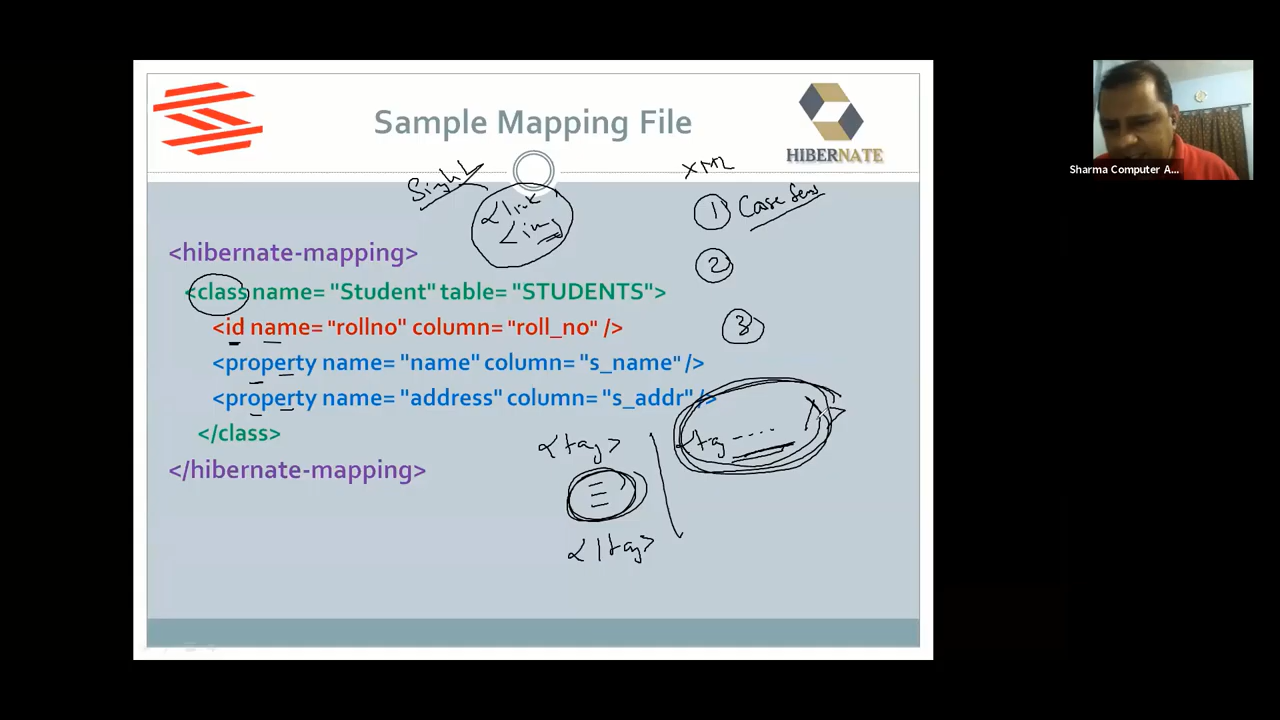 Sample Mapping File
HIBERNATE
XML
① Case Sens
②
③
<link
<img
<hibernate-mapping>
<class name= "Student" table= "STUDENTS">
<id name= "rollno" column= "roll_no" />
<property name= "name" column= "s_name" />
<property name= "address" column= "s_addr" />
</class>
</hibernate-mapping>
<tag>
</tag>
Sharma Computer A...